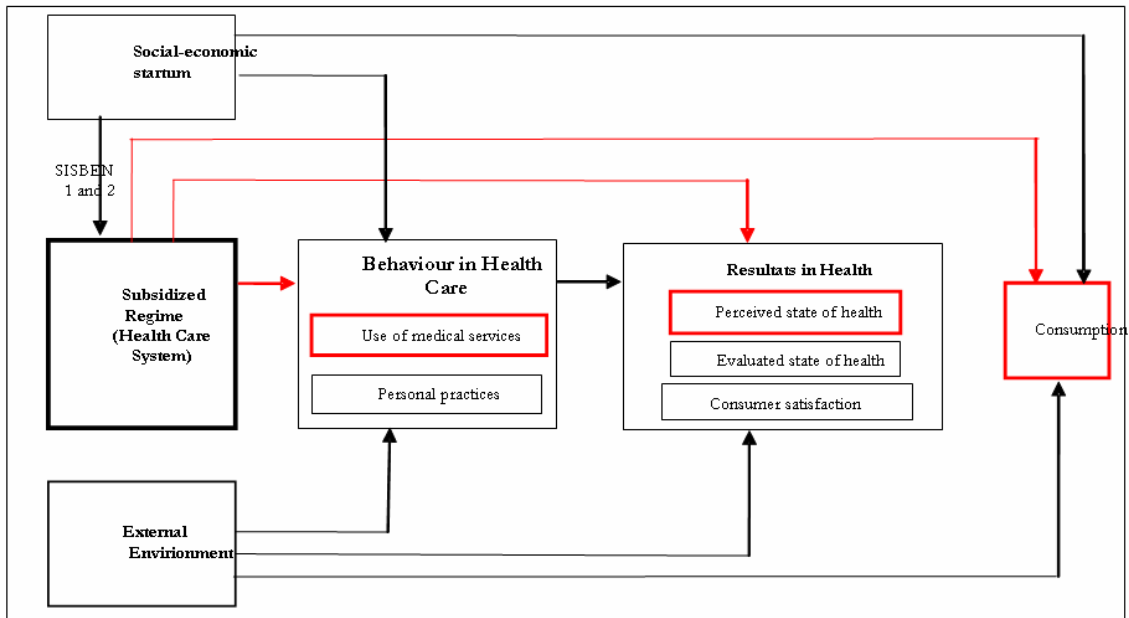 Social-economic
startum
SISBEN
1 and 2
Subsidized
Regime
(Health Care
System)
Behaviour in Health
Care
Use of medical services
Personal practices
Resultats in Health
Perceived state of health
Evaluated state of health
Consumer satisfaction
Consumption
External
Envirionment